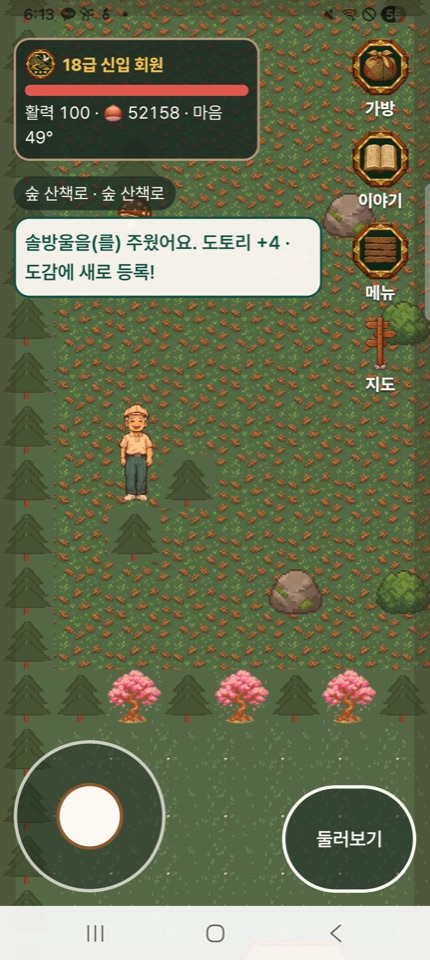 6:13
18급 신입 회원
활력 100 · 52158 · 마음
49°
가방
숲 산책로 · 숲 산책로
이야기
솔방울을(를) 주웠어요. 도토리 +4 ·
도감에 새로 등록!
메뉴
지도
둘러보기